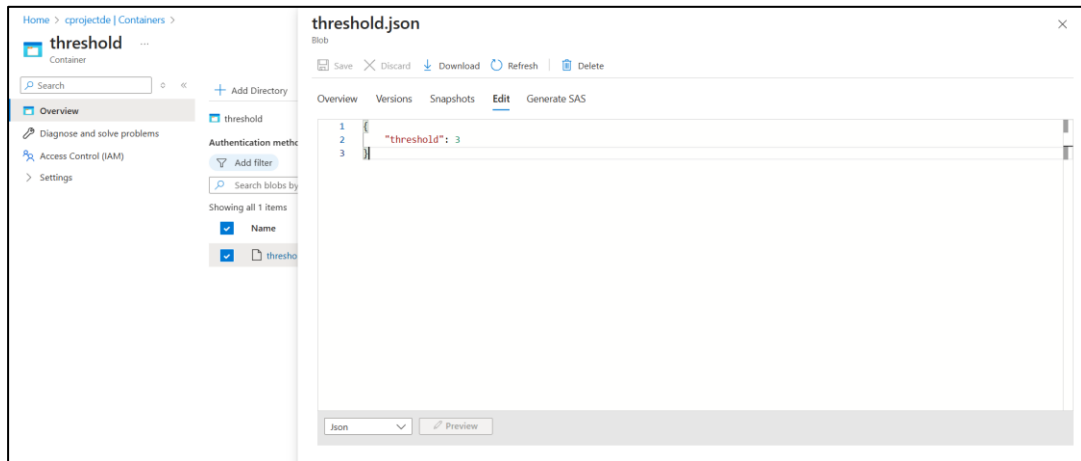 Home > cprojectde | Containers >
threshold ...
Container
Search
Overview
Diagnose and solve problems
Access Control (IAM)
Settings
+ Add Directory
threshold
Authentication metho
Add filter
Search blobs by
Showing all 1 items
Name
thresho
threshold.json
Blob
Save Discard Download Refresh Delete
Overview Versions Snapshots Edit Generate SAS
1 {
2 "threshold": 3
3 }
Json Preview